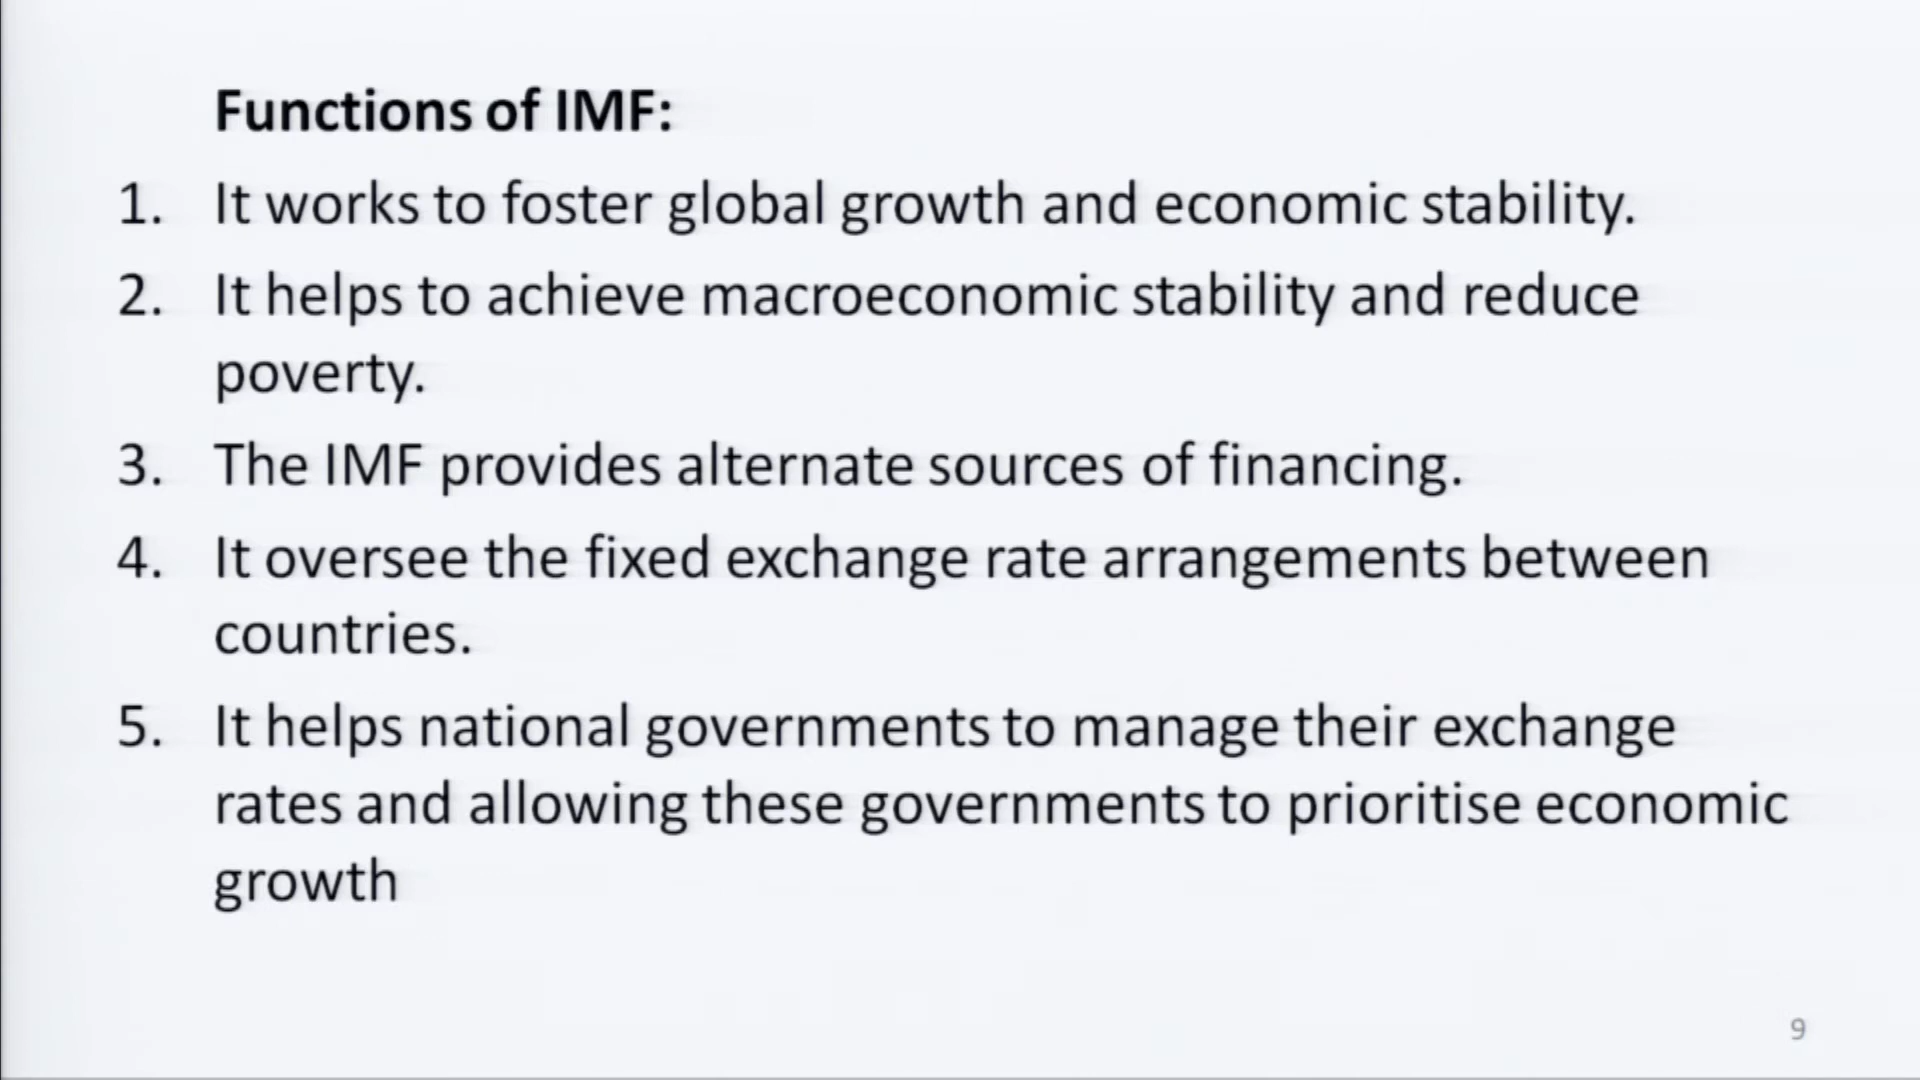 Functions of IMF:
1. It works to foster global growth and economic stability.
2. It helps to achieve macroeconomic stability and reduce
poverty.
3. The IMF provides alternate sources of financing.
4. It oversee the fixed exchange rate arrangements between
countries.
5. It helps national governments to manage their exchange
rates and allowing these governments to prioritise economic
growth
9